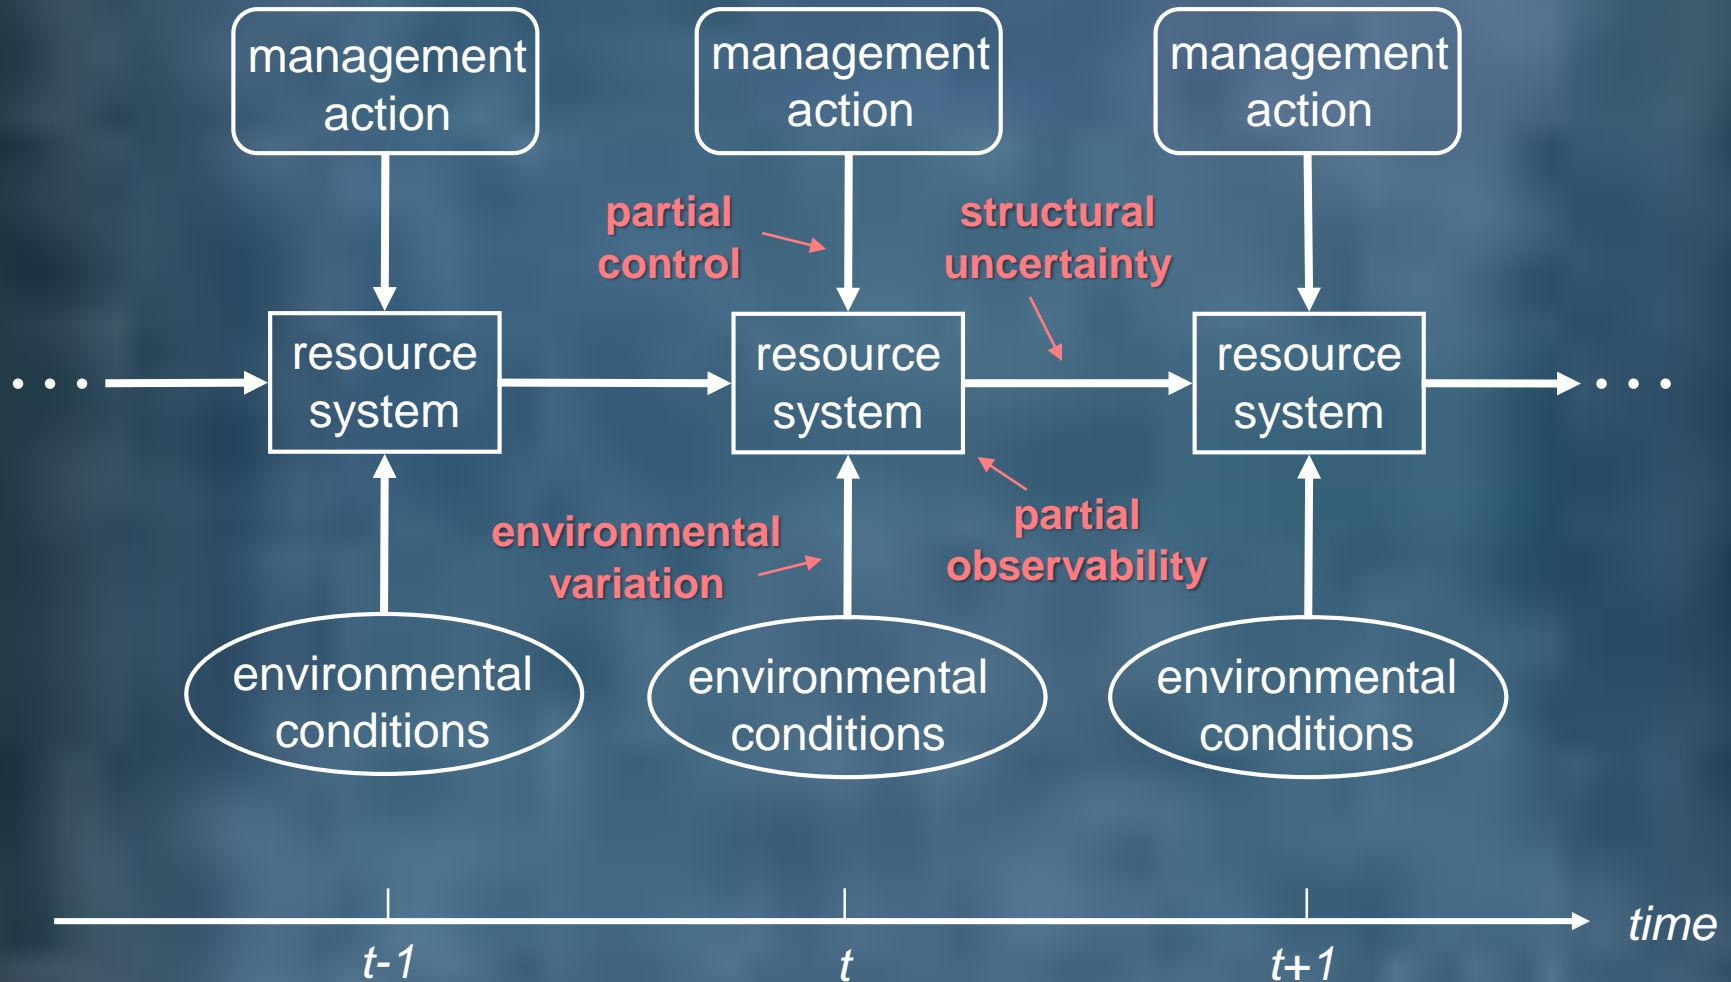 management
action
management
action
management
action
partial
control
structural
uncertainty
resource
system
resource
system
resource
system
. . .
. . .
environmental
variation
partial
observability
environmental
conditions
environmental
conditions
environmental
conditions
time
t-1
t
t+1